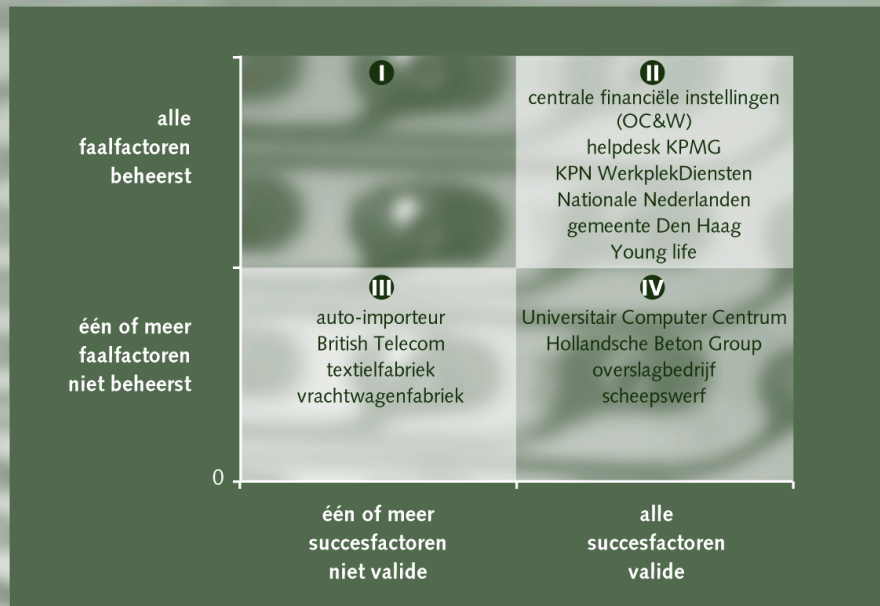 alle
faalfactoren
beheerst
I
II
centrale financiële instellingen
(OC&W)
helpdesk KPMG
KPN WerkplekDiensten
Nationale Nederlanden
gemeente Den Haag
Young life
één of meer
faalfactoren
niet beheerst
III
auto-importeur
British Telecom
textielfabriek
vrachtwagenfabriek
IV
Universitair Computer Centrum
Hollandsche Beton Group
overslagbedrijf
scheepswerf
0
één of meer
succesfactoren
niet valide
alle
succesfactoren
valide